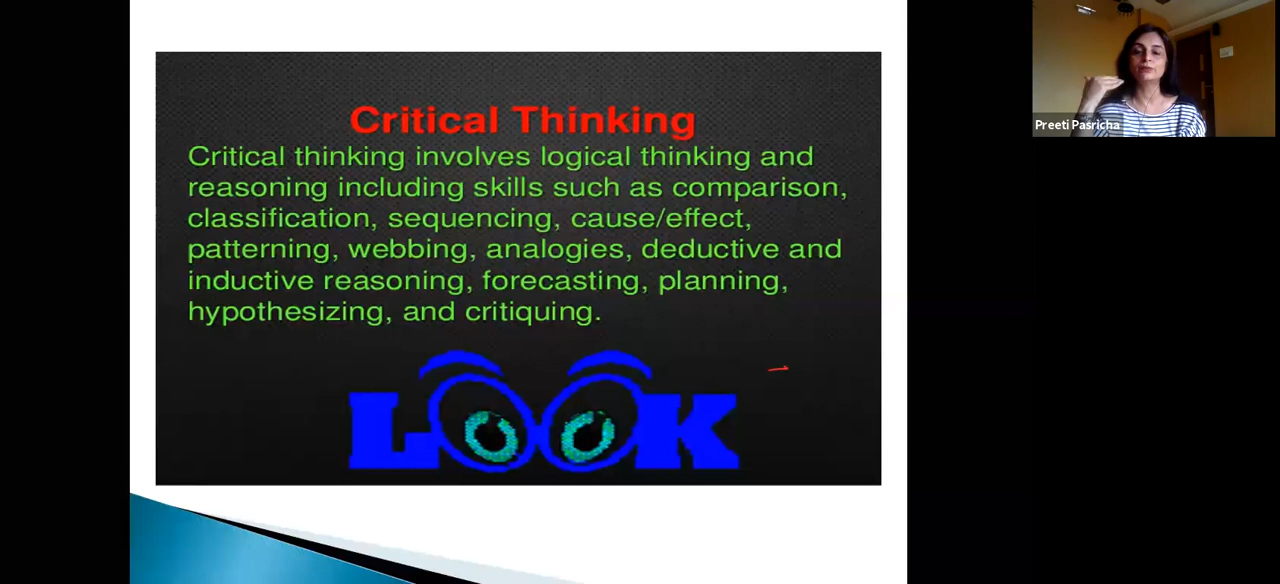 Critical Thinking
Critical thinking involves logical thinking and
reasoning including skills such as comparison,
classification, sequencing, cause/effect,
patterning, webbing, analogies, deductive and
inductive reasoning, forecasting, planning,
hypothesizing, and critiquing.
LOOK
Preeti Pasricha